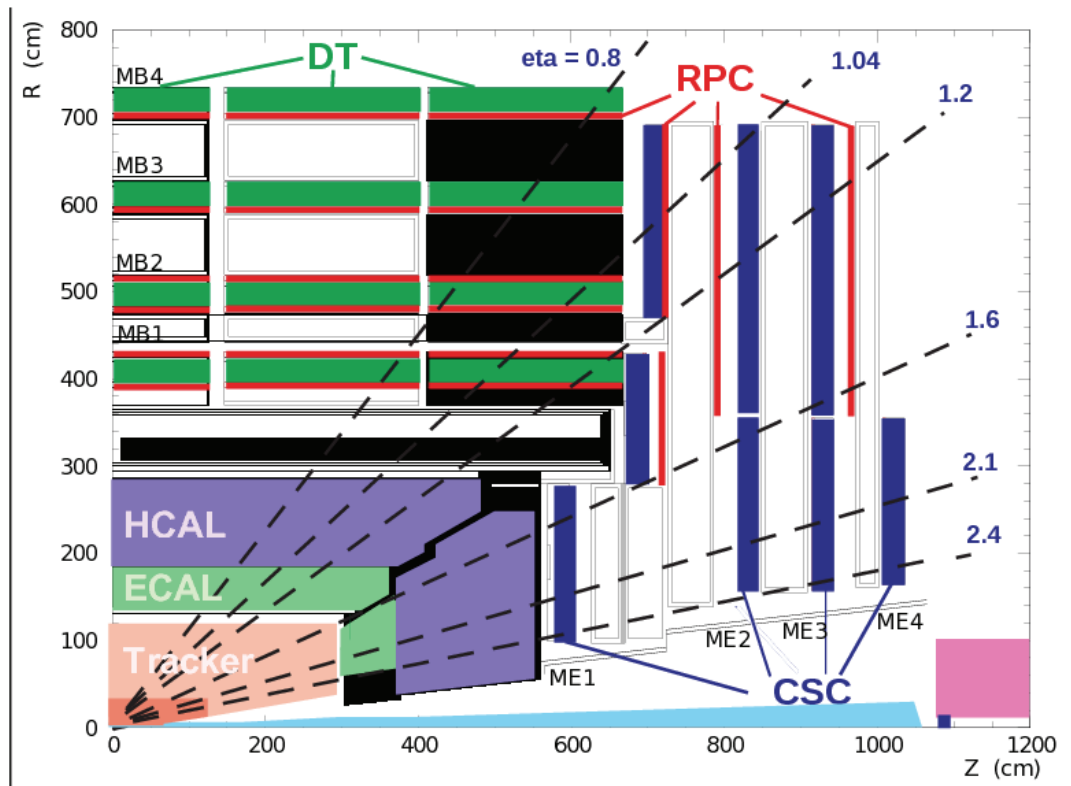 R (cm)
800
700
600
500
400
300
200
100
0
DT
eta = 0.8
1.04
RPC
1.2
MB4
MB3
MB2
MB1
1.6
2.1
2.4
HCAL
ECAL
Tracker
ME1
ME2
ME3
ME4
CSC
0
200
400
600
800
1000
1200
Z (cm)